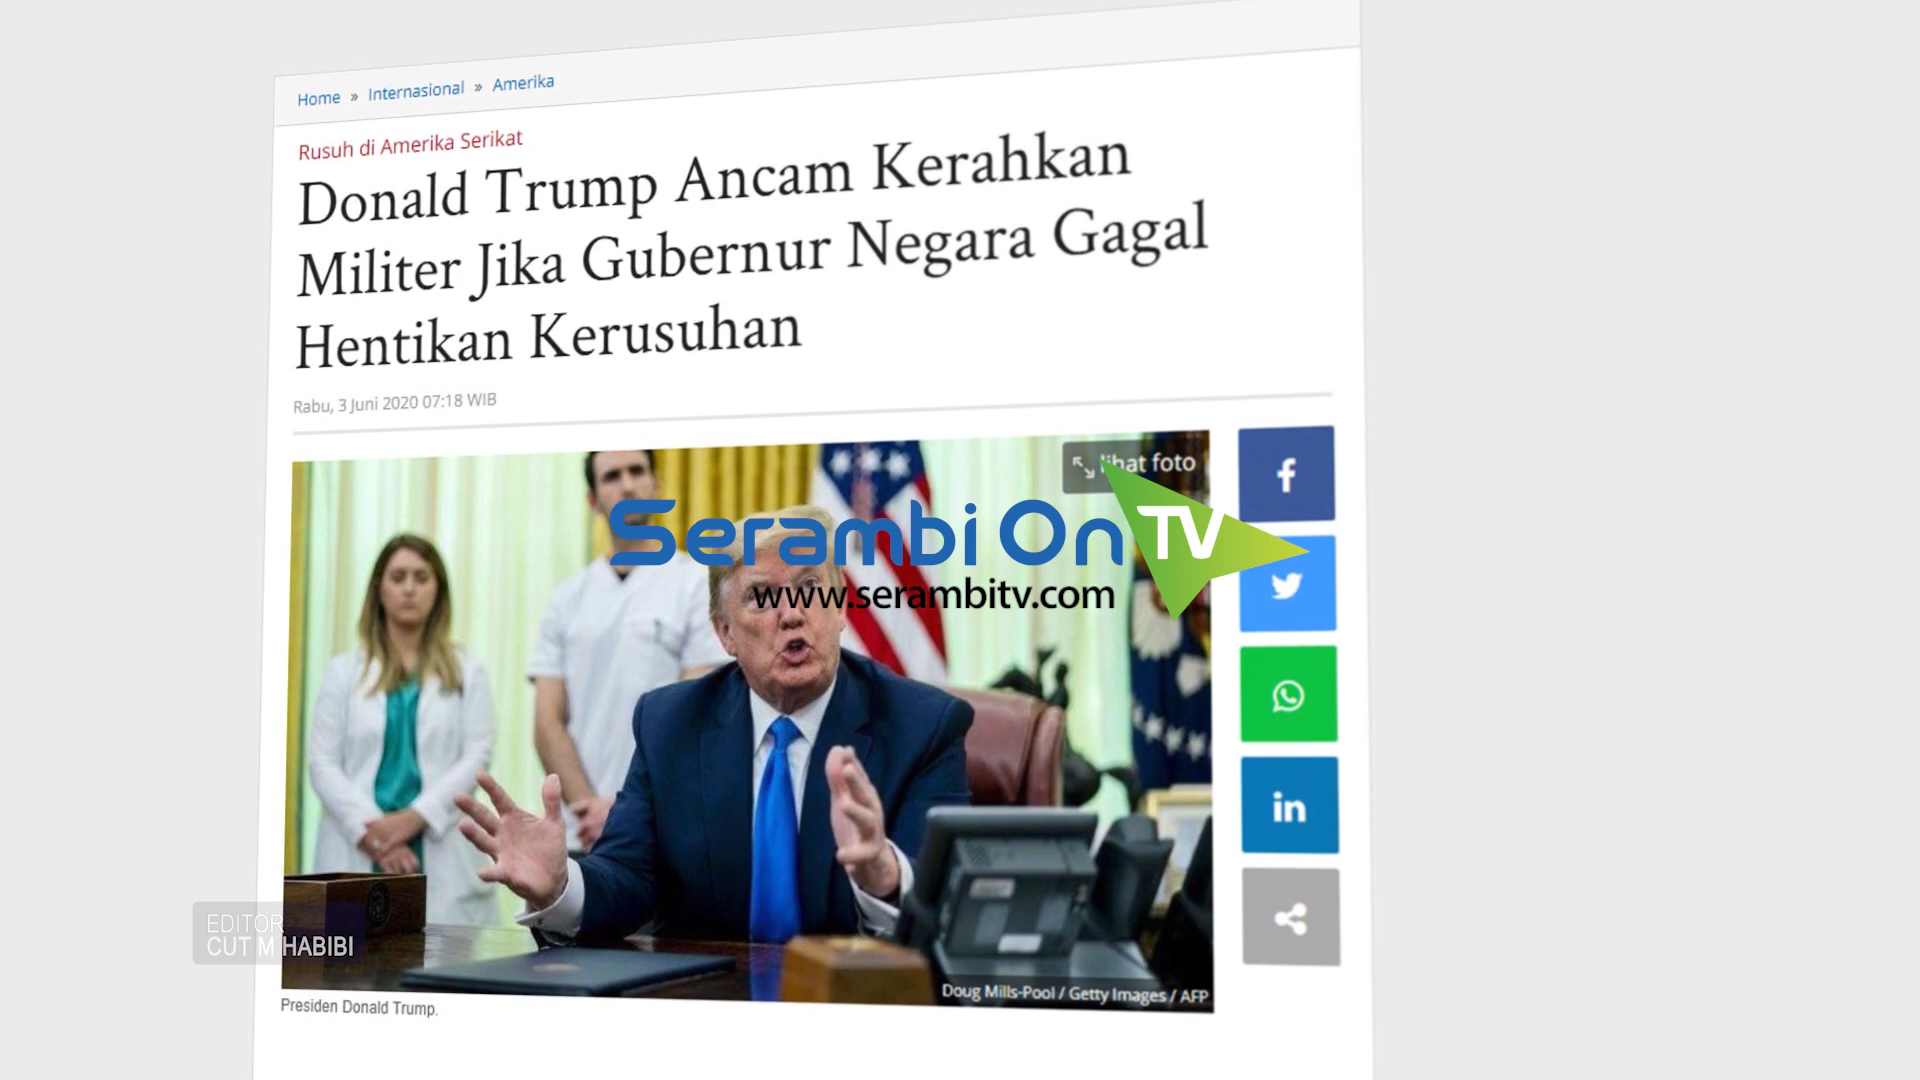 Home » Internasional » Amerika
Rusuh di Amerika Serikat
Donald Trump Ancam Kerahkan
Militer Jika Gubernur Negara Gagal
Hentikan Kerusuhan
Rabu, 3 Juni 2020 07:18 WIB
lihat foto
f
Serambi On TV
www.serambitv.com
in
EDITOR
CUT M HABIBI
Doug Mills-Pool / Getty Images / AFP
Presiden Donald Trump.